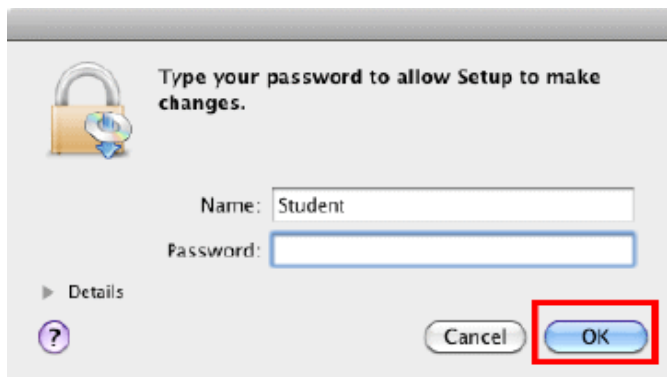 Type your password to allow Setup to make
changes.
Name: Student
Password:
Details
?
Cancel
OK